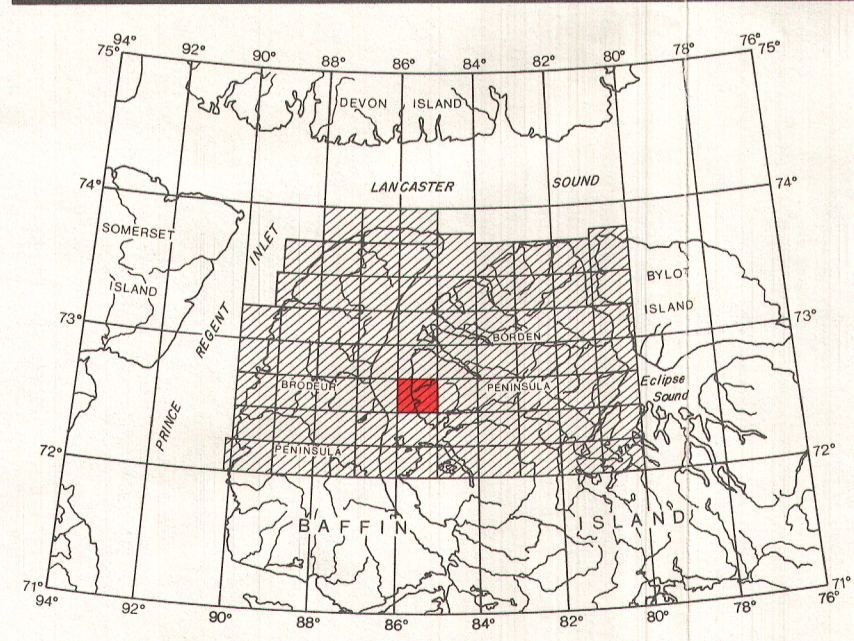 94° 92° 90° 88° 86° 84° 82° 80° 78° 76°
75° 75°
DEVON ISLAND
74° LANCASTER SOUND 74°
SOMERSET
ISLAND
PRINCE REGENT INLET
BYLOT
ISLAND
73° 73°
BORDEN
PENINSULA
BRODEUR
PENINSULA
Eclipse
Sound
72° 72°
BAFFIN ISLAND
71° 71°
94° 92° 90° 88° 86° 84° 82° 80° 78° 76°